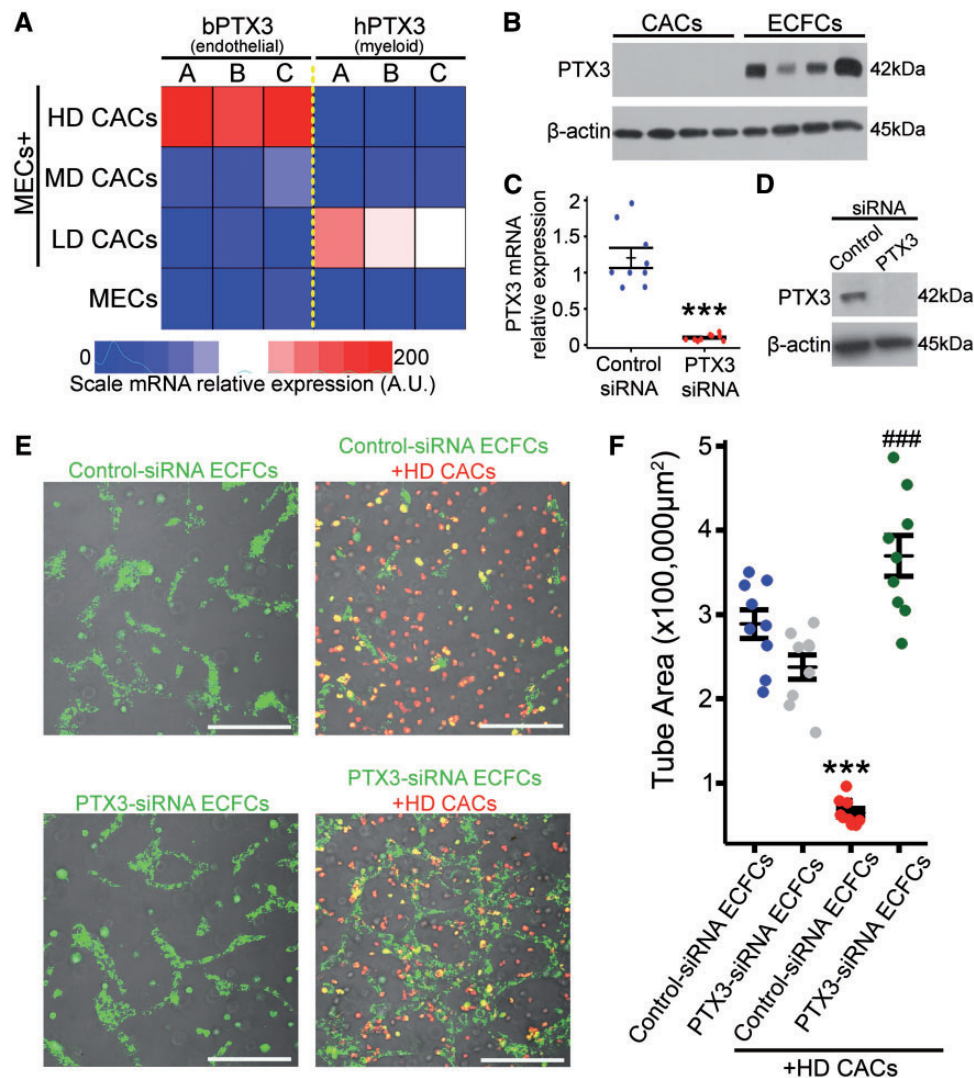 A
bPTX3
(endothelial)
hPTX3
(myeloid)
A B C A B C
MECs+
HD CACs
MD CACs
LD CACs
MECs
0
200
Scale mRNA relative expression (A.U.)
B
CACs ECFCs
PTX3 42kDa
β-actin 45kDa
C
PTX3 mRNA
relative expression
2
1.5
1
0.5
0
***
Control
siRNA
PTX3
siRNA
D
siRNA
Control
PTX3
PTX3 42kDa
β-actin 45kDa
E
Control-siRNA ECFCs
Control-siRNA ECFCs
+HD CACs
PTX3-siRNA ECFCs
PTX3-siRNA ECFCs
+HD CACs
F
Tube Area (x100,000µm²)
5
4
3
2
1
###
***
Control-siRNA ECFCs
PTX3-siRNA ECFCs
Control-siRNA ECFCs
PTX3-siRNA ECFCs
+HD CACs